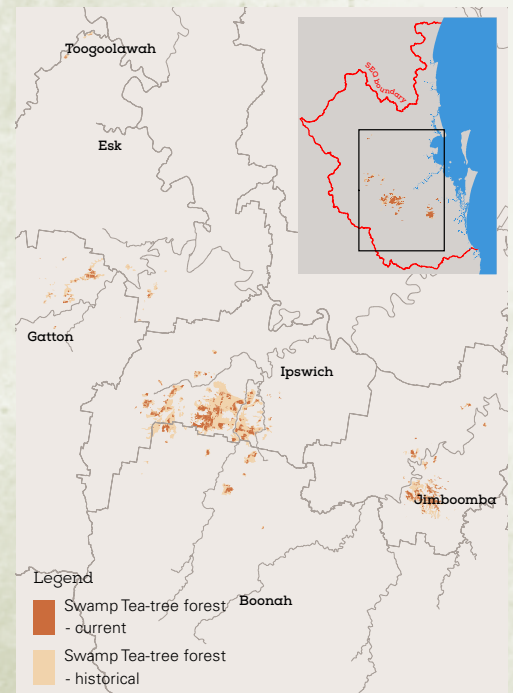 Toogoolawah
SEQ boundary
Esk
Gatton
Ipswich
Jimboomba
Boonah
Legend
Swamp Tea-tree forest
- current
Swamp Tea-tree forest
- historical